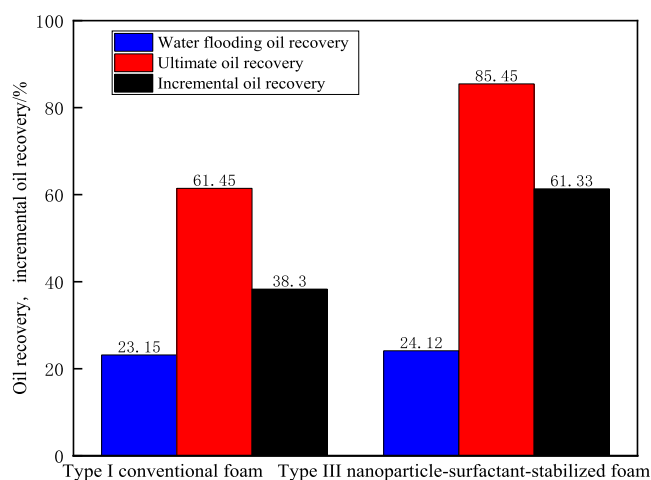 100
80
60
40
20
0
Oil recovery, incremental oil recovery/%
Water flooding oil recovery
Ultimate oil recovery
Incremental oil recovery
23.15
61.45
38.3
24.12
85.45
61.33
Type I conventional foam
Type III nanoparticle-surfactant-stabilized foam